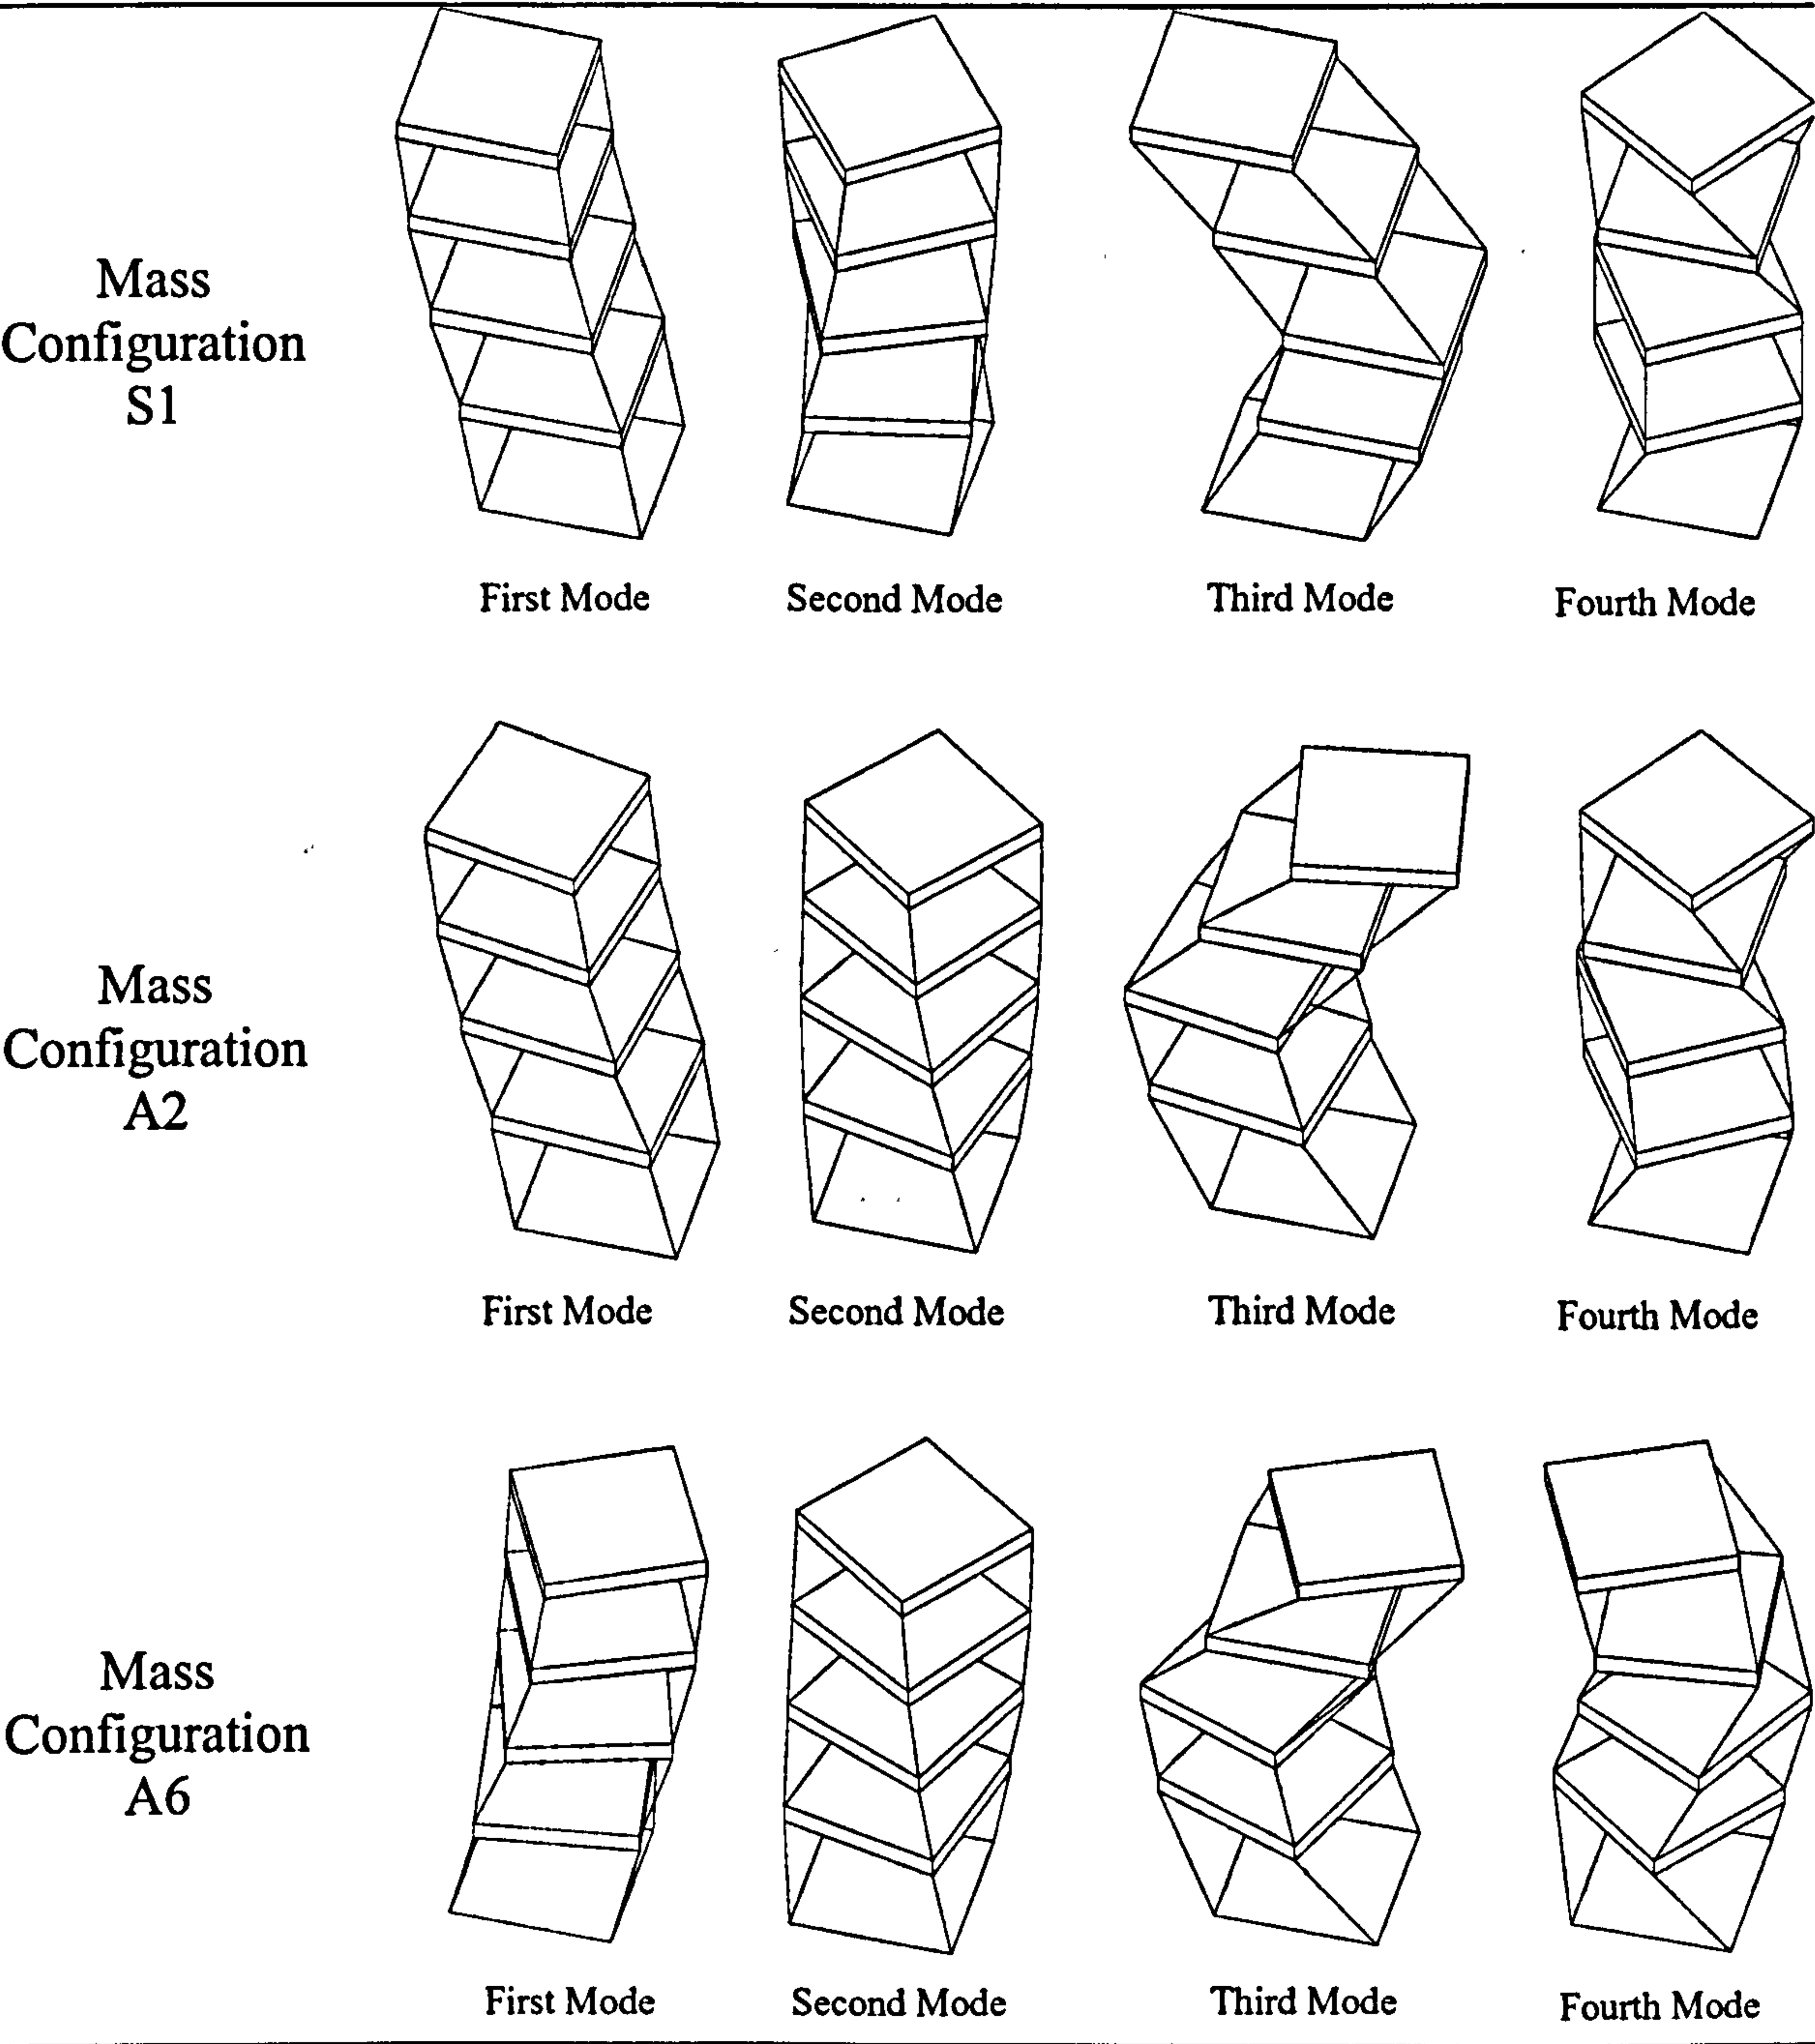 Mass
Configuration
S1
First Mode
Second Mode
Third Mode
Fourth Mode
Mass
Configuration
A2
First Mode
Second Mode
Third Mode
Fourth Mode
Mass
Configuration
A6
First Mode
Second Mode
Third Mode
Fourth Mode